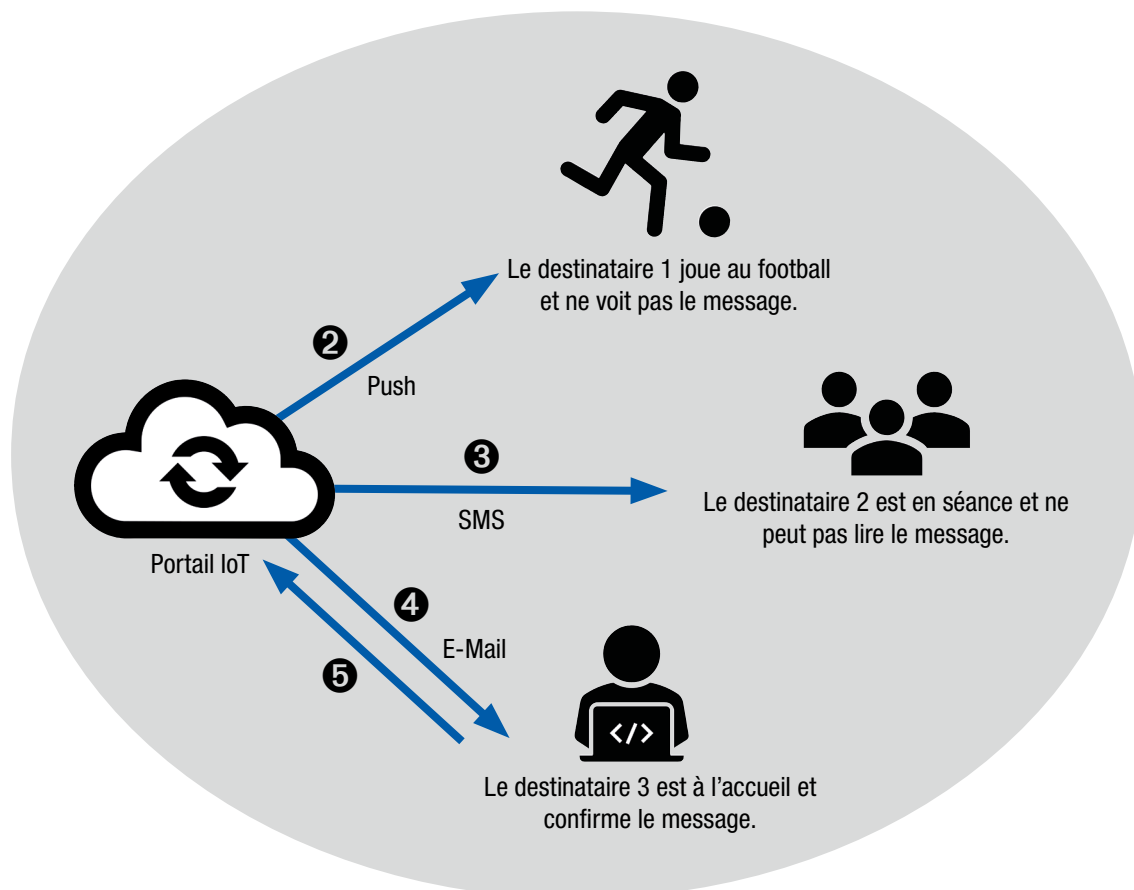 Le destinataire 1 joue au football
et ne voit pas le message.
❷
Push
❸
SMS
Le destinataire 2 est en séance et ne
peut pas lire le message.
Portail IoT
❹
E-Mail
❺
</>
Le destinataire 3 est à l’accueil et
confirme le message.